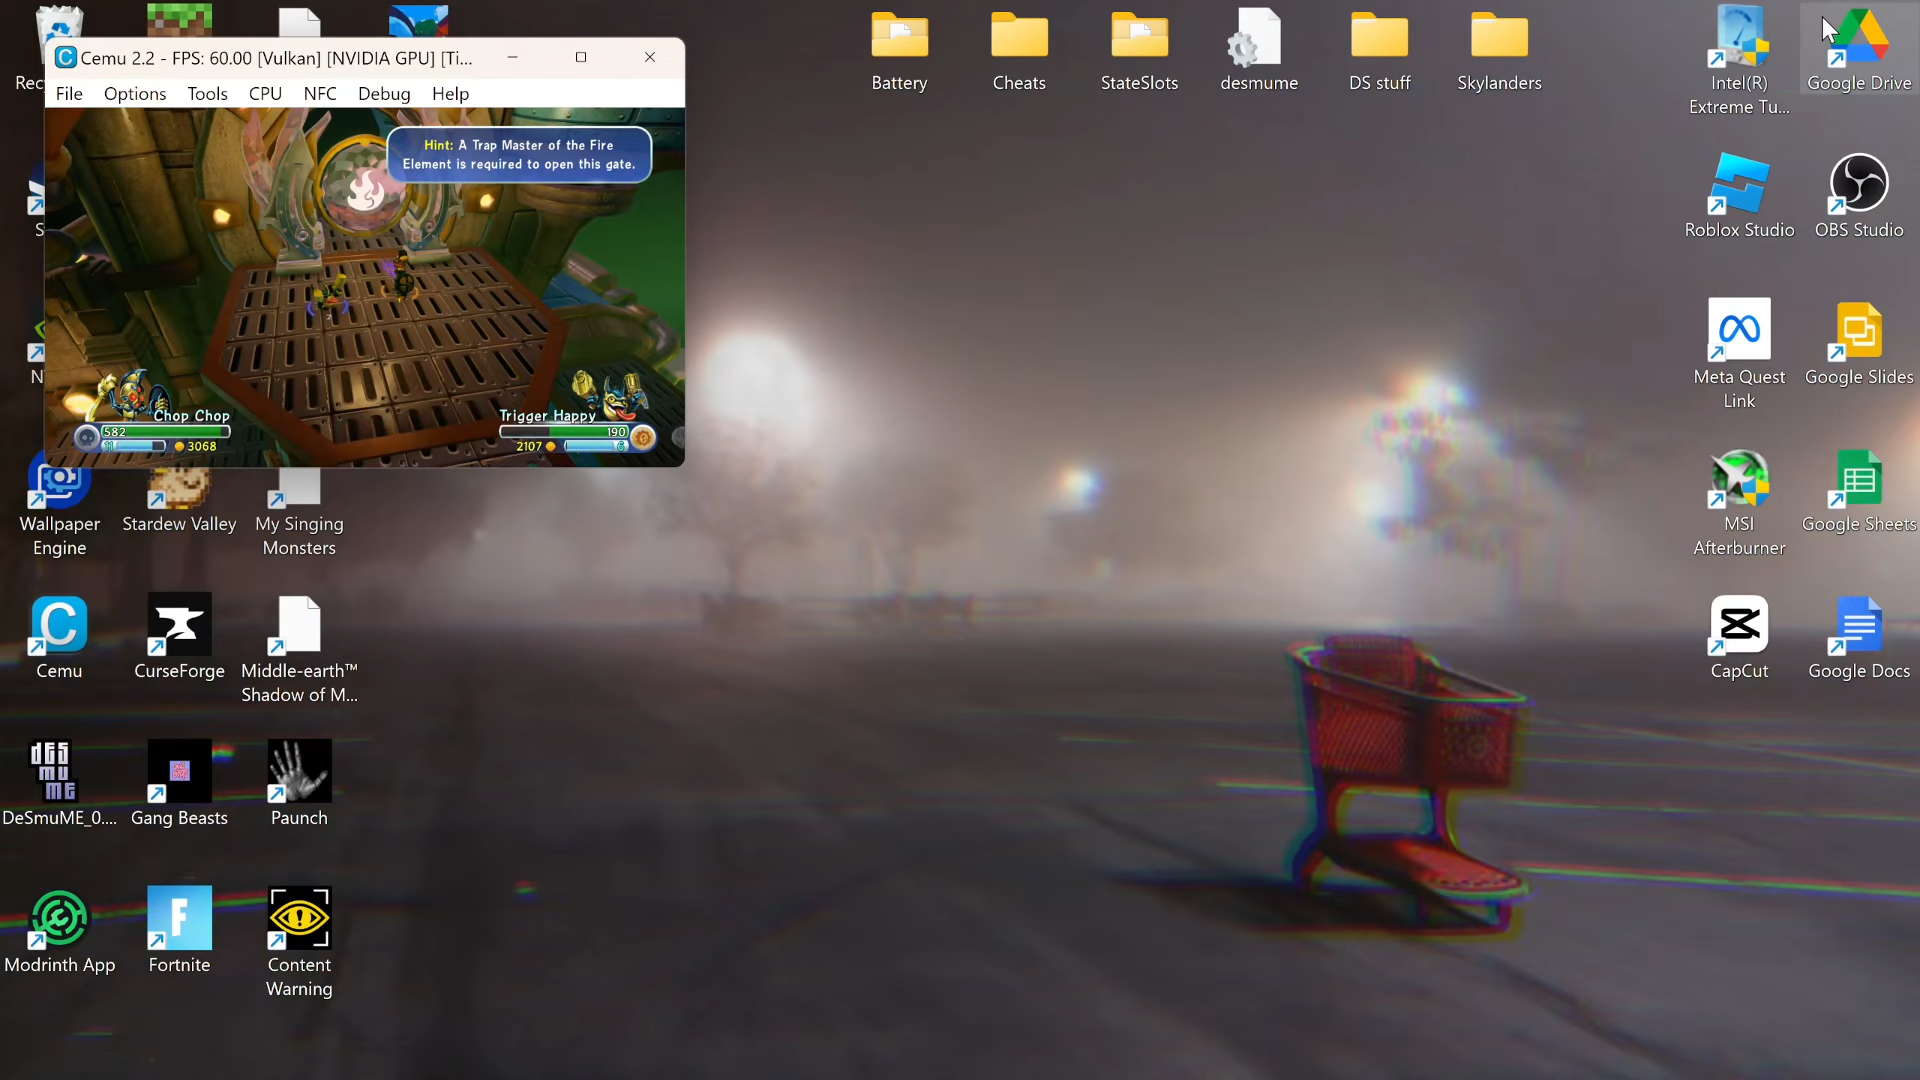 Cemu 2.2 - FPS: 60.00 [Vulkan] [NVIDIA GPU] [Ti...
File Options Tools CPU NFC Debug Help
Hint: A Trap Master of the Fire
Element is required to open this gate.
Chop Chop
582
11
3068
Trigger Happy
190
2107
6
Battery
Cheats
StateSlots
desmume
DS stuff
Skylanders
Intel(R)
Extreme Tu...
Google Drive
Roblox Studio
OBS Studio
Meta Quest
Link
Google Slides
MSI
Afterburner
Google Sheets
CapCut
Google Docs
Wallpaper
Engine
Stardew Valley
My Singing
Monsters
Cemu
CurseForge
Middle-earth™
Shadow of M...
DeSmuME_0....
Gang Beasts
Paunch
Modrinth App
Fortnite
Content
Warning